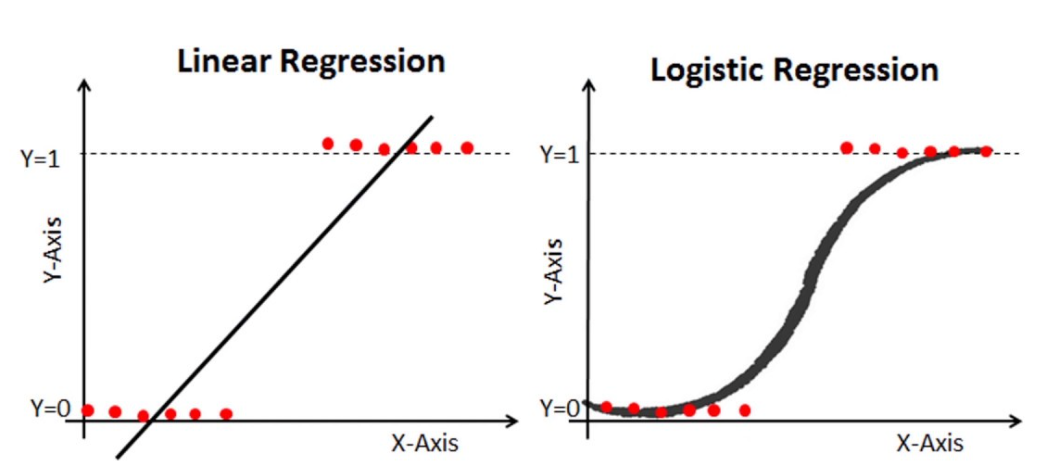 Linear Regression
Y=1
Y-Axis
Y=0
X-Axis
Logistic Regression
Y=1
Y-Axis
Y=0
X-Axis